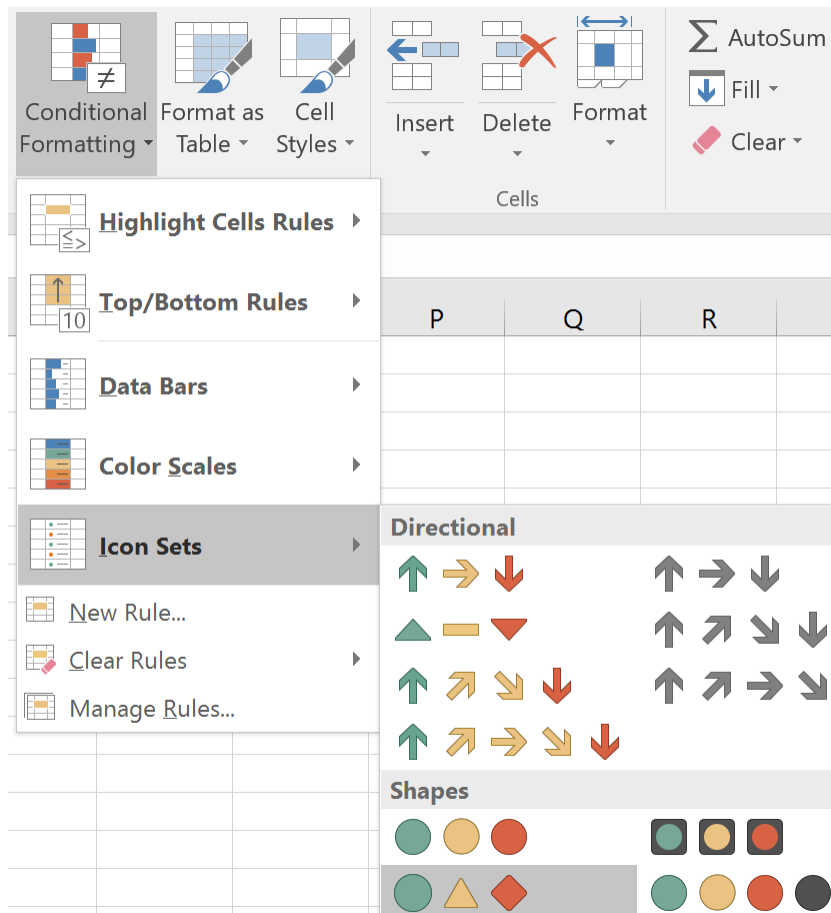 Conditional
Formatting
Format as
Table
Cell
Styles
Insert
Delete
Format
Cells
AutoSum
Fill
Clear
≠
Highlight Cells Rules
≤>
Top/Bottom Rules
10
Data Bars
Color Scales
Icon Sets
New Rule...
Clear Rules
Manage Rules...
P Q R
Directional
Shapes